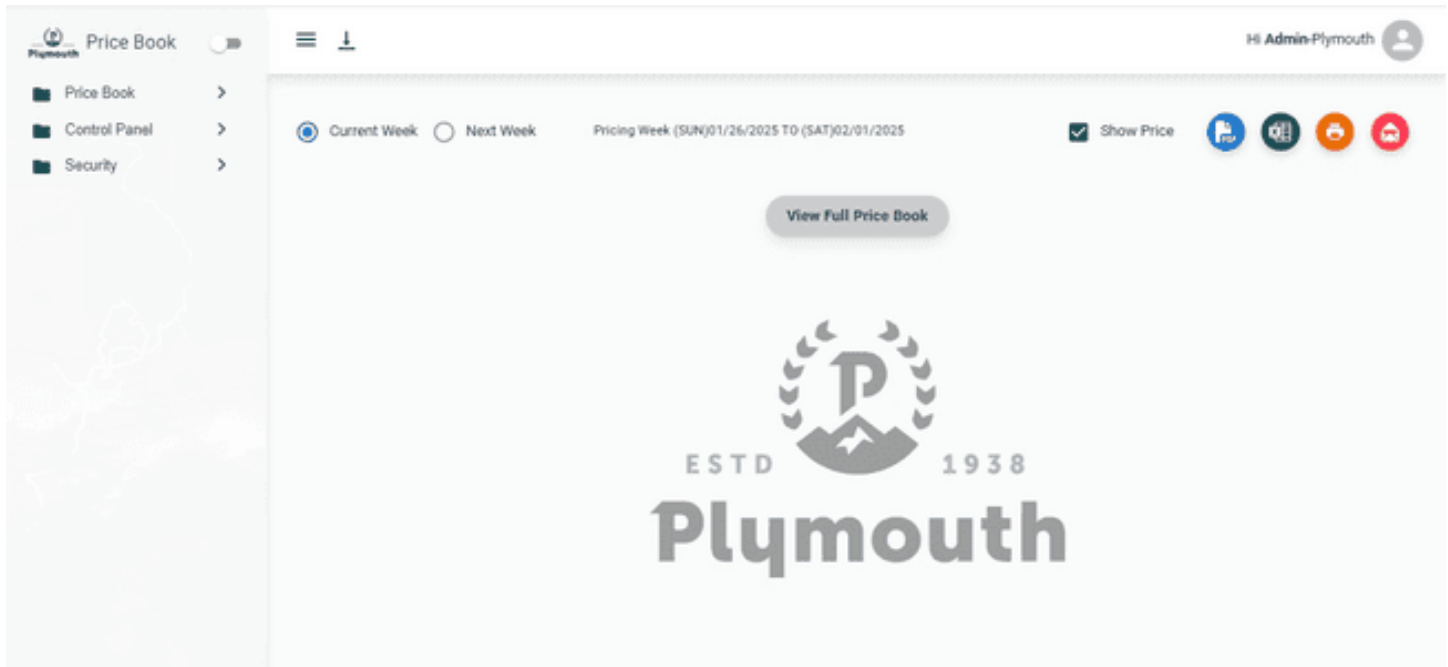 Plymouth Price Book
Hi Admin-Plymouth
Price Book
Control Panel
Security
Current Week Next Week Pricing Week (SUN)01/26/2025 TO (SAT)02/01/2025 Show Price
PDF
View Full Price Book
P
ESTD 1938
Plymouth